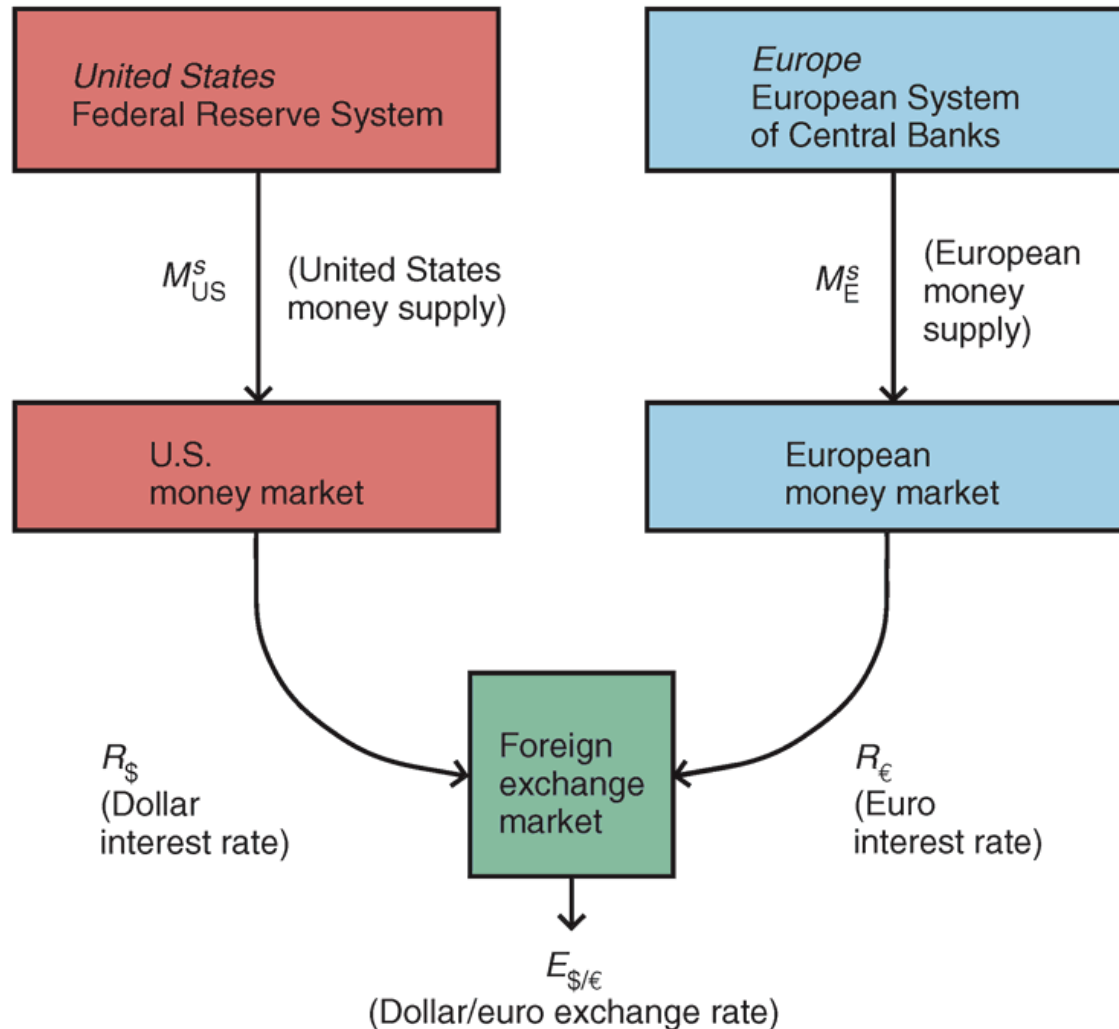 United States
Federal Reserve System
Europe
European System
of Central Banks
M^s_US
(United States
money supply)
M^s_E
(European
money
supply)
U.S.
money market
European
money market
R_$
(Dollar
interest rate)
Foreign
exchange
market
R_€
(Euro
interest rate)
E_$/€
(Dollar/euro exchange rate)